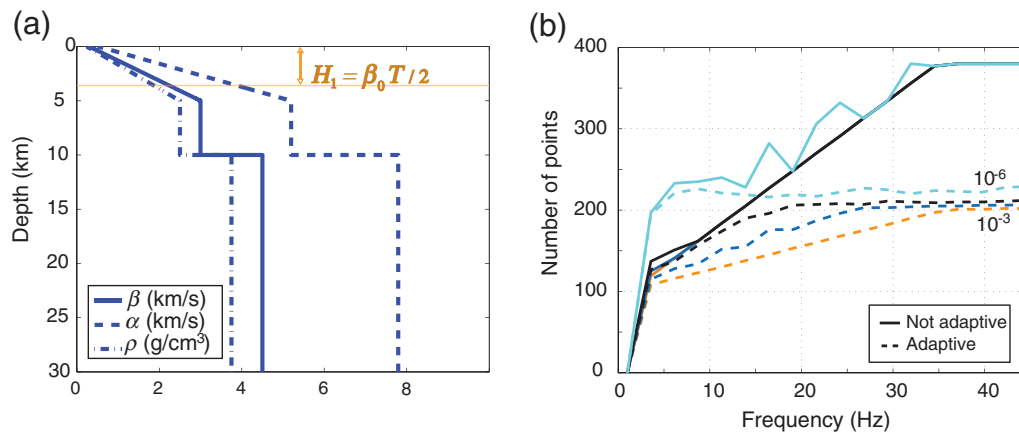 (a)
0
5
10
15
20
25
30
Depth (km)
H₁ = β₀ T / 2
β (km/s)
α (km/s)
ρ (g/cm³)
0 2 4 6 8
(b)
400
300
200
100
0
Number of points
10⁻⁶
10⁻³
Not adaptive
Adaptive
0 10 20 30 40
Frequency (Hz)